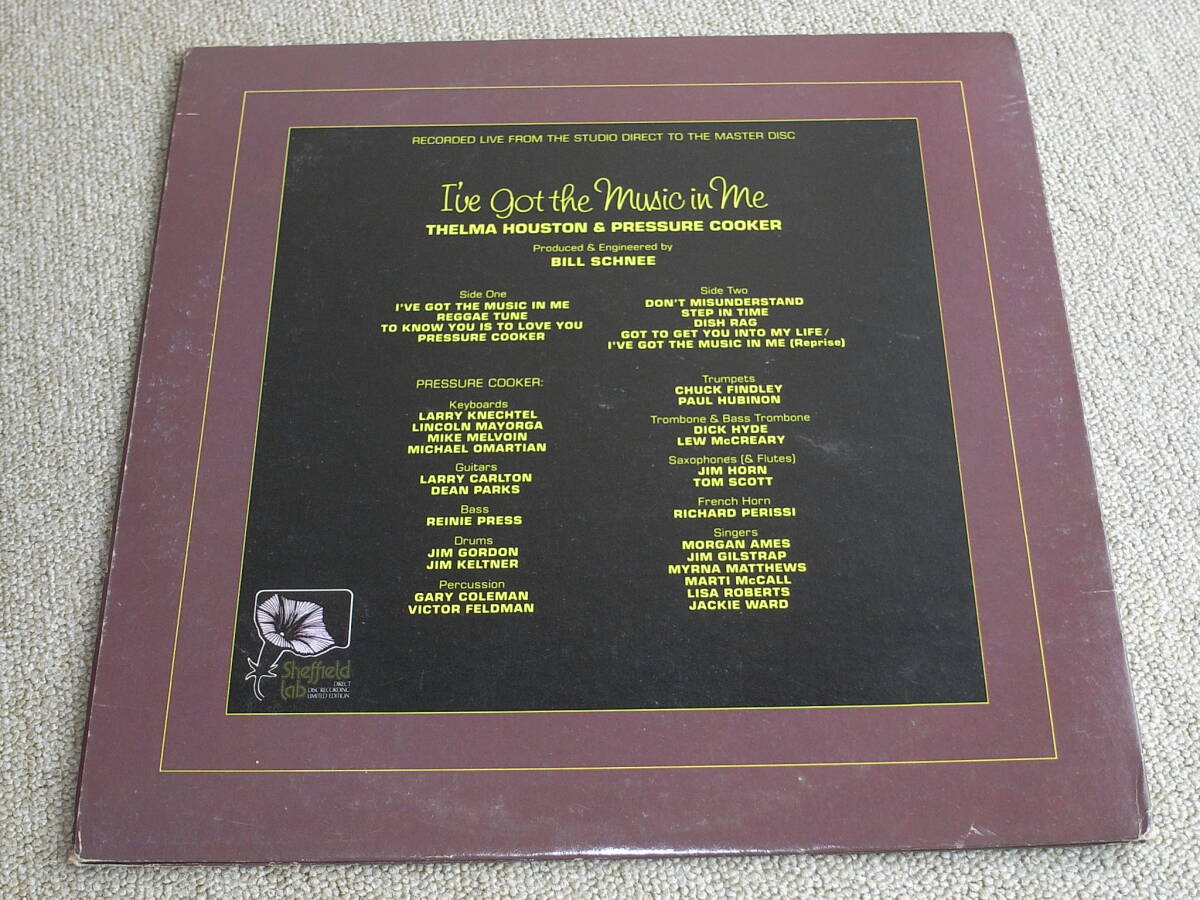 RECORDED LIVE FROM THE STUDIO DIRECT TO THE MASTER DISC
I've Got the Music in Me
THELMA HOUSTON & PRESSURE COOKER
Produced & Engineered by
BILL SCHNEE
Side One
I'VE GOT THE MUSIC IN ME
REGGAE TUNE
TO KNOW YOU IS TO LOVE YOU
PRESSURE COOKER
Side Two
DON'T MISUNDERSTAND
STEP IN TIME
DISH RAG
GOT TO GET YOU INTO MY LIFE/
I'VE GOT THE MUSIC IN ME (Reprise)
PRESSURE COOKER:
Keyboards
LARRY KNECHTEL
LINCOLN MAYORGA
MIKE MELVOIN
MICHAEL OMARTIAN
Guitars
LARRY CARLTON
DEAN PARKS
Bass
REINIE PRESS
Drums
JIM GORDON
JIM KELTNER
Percussion
GARY COLEMAN
VICTOR FELDMAN
Trumpets
CHUCK FINDLEY
PAUL HUBINON
Trombone & Bass Trombone
DICK HYDE
LEW McCREARY
Saxophones (& Flutes)
JIM HORN
TOM SCOTT
French Horn
RICHARD PERISSI
Singers
MORGAN AMES
JIM GILSTRAP
MYRNA MATTHEWS
MARTI McCALL
LISA ROBERTS
JACKIE WARD
Sheffield
Lab
DIRECT
DISC RECORDING
LIMITED EDITION